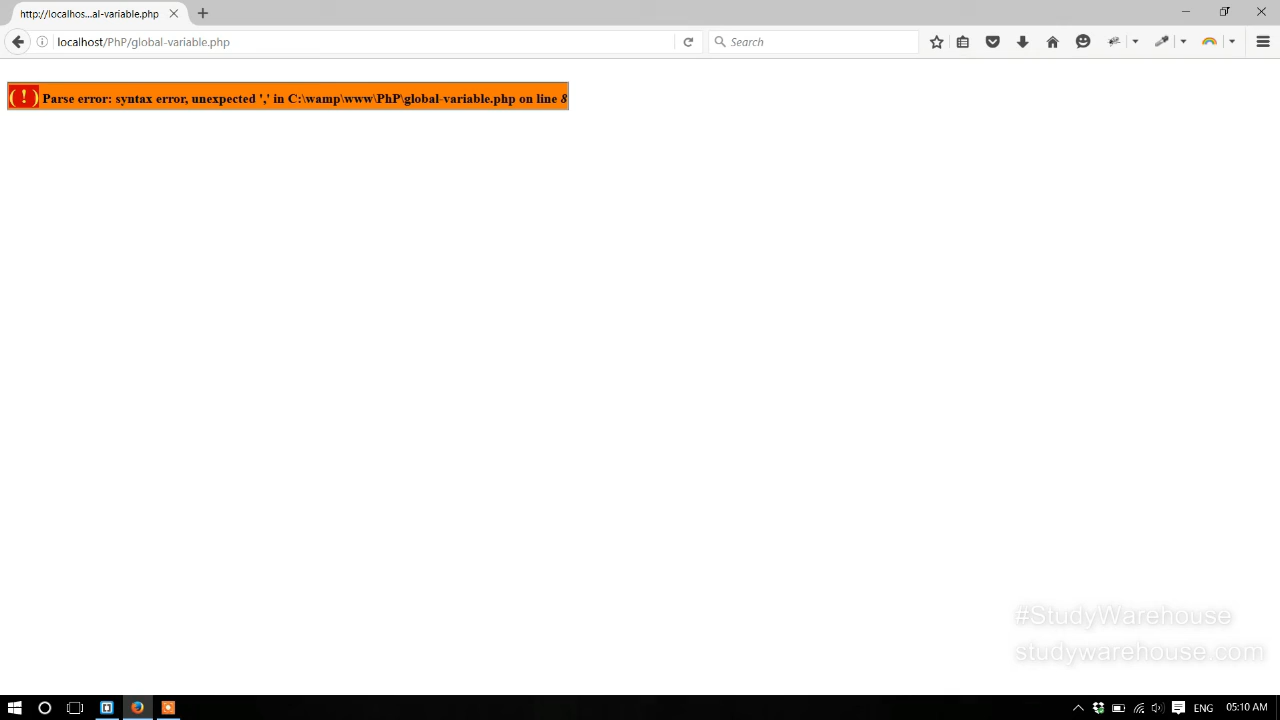 http://localhos...al-variable.php
localhost/PhP/global-variable.php
Search
( ! ) Parse error: syntax error, unexpected ',' in C:\wamp\www\PhP\global-variable.php on line 8
#StudyWarehouse
studywarehouse.com
ENG
05:10 AM